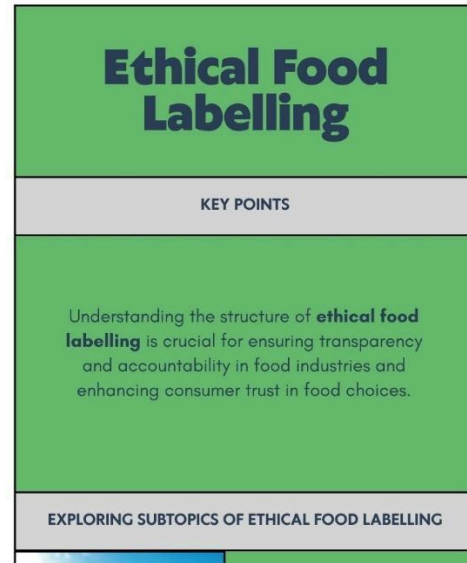 Ethical Food
Labelling
KEY POINTS
Understanding the structure of ethical food
labelling is crucial for ensuring transparency
and accountability in food industries and
enhancing consumer trust in food choices.
EXPLORING SUBTOPICS OF ETHICAL FOOD LABELLING